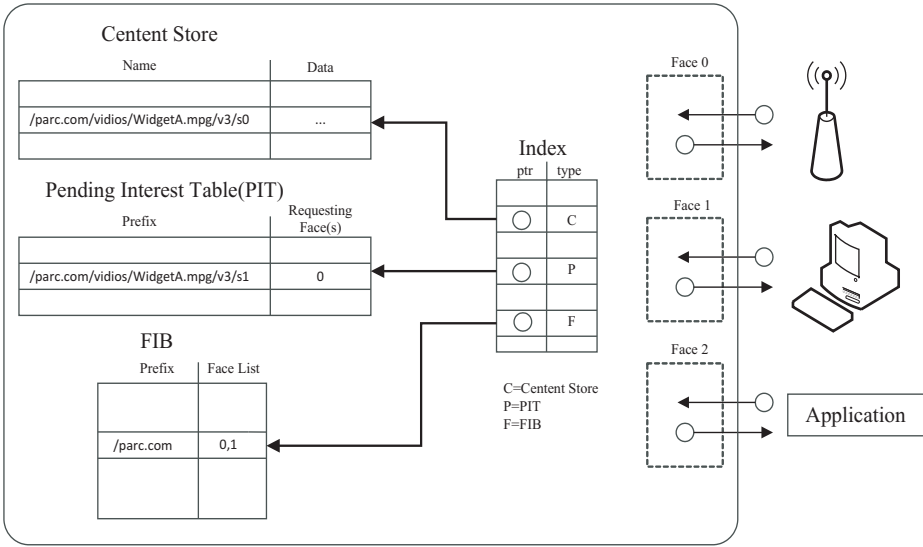 Centent Store
Name Data
/parc.com/vidios/WidgetA.mpg/v3/s0 ...
Pending Interest Table(PIT)
Prefix Requesting Face(s)
/parc.com/vidios/WidgetA.mpg/v3/s1 0
FIB
Prefix Face List
/parc.com 0,1
Index
ptr type
C
P
F
C=Centent Store
P=PIT
F=FIB
Face 0
Face 1
Face 2
Application